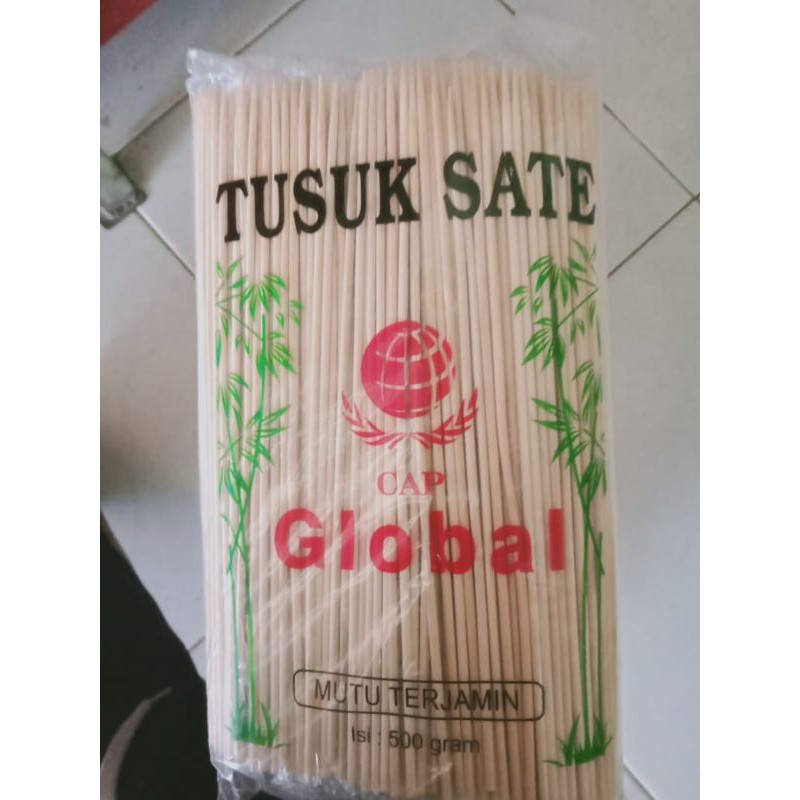 TUSUK SATE
CAP
Global
MUTU TERJAMIN
Isi : 500 gram